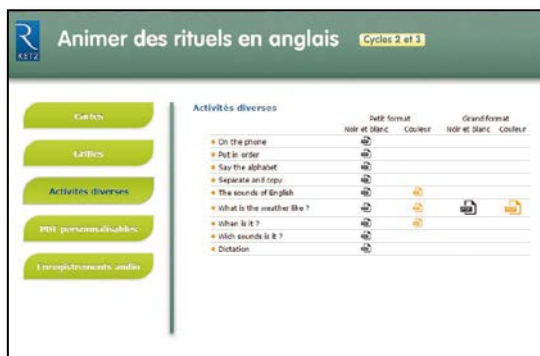 RETZ
Animer des rituels en anglais Cycles 2 et 3
Cartes
Grilles
Activités diverses
PDF personnalisables
Enregistrements audio
Activités diverses
Petit format Grand format
Noir et blanc Couleur Noir et blanc Couleur
On the phone
Put in order
Say the alphabet
Separate and copy
The sounds of English
What is the weather like ?
When is it ?
Wich sounds is it ?
Dictation